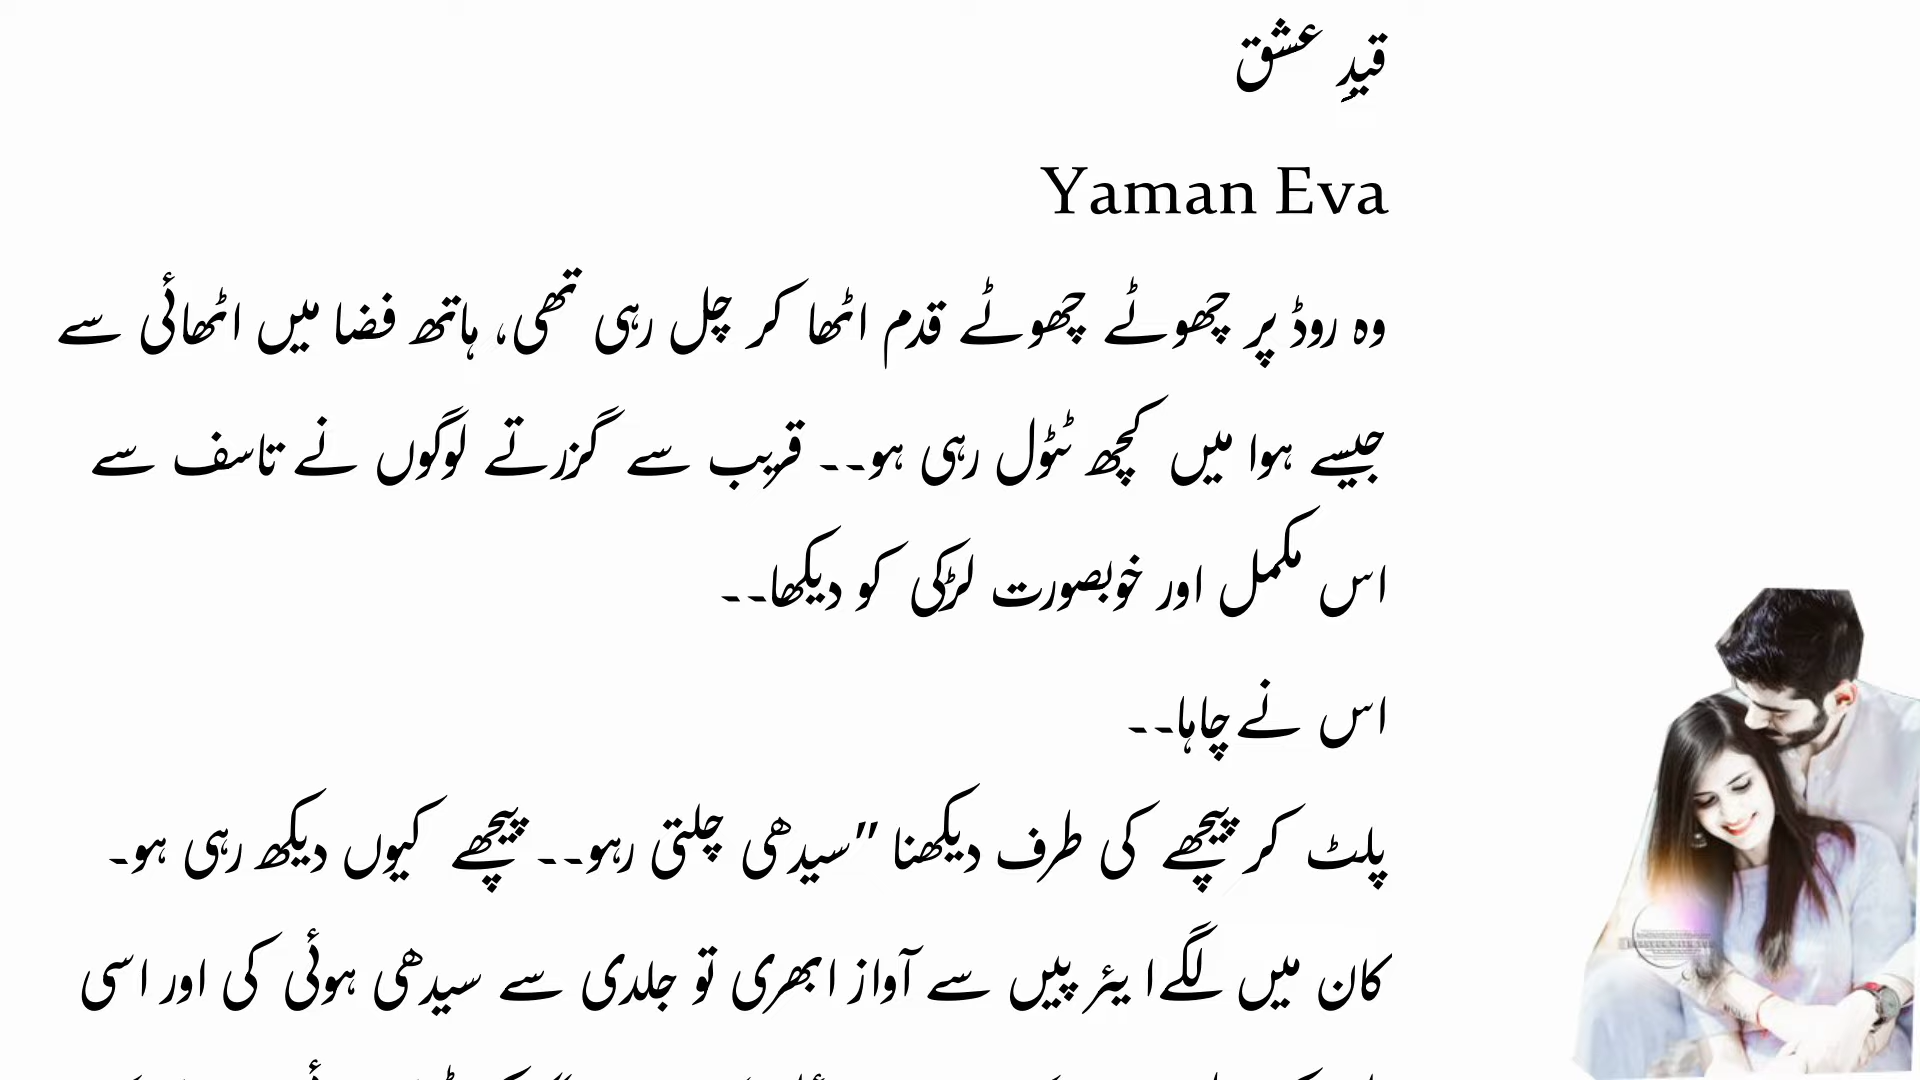 قیدِ عشق
Yaman Eva
وہ روڈ پر چھوٹے چھوٹے قدم اٹھا کر چل رہی تھی، ہاتھ فضا میں اٹھائی سے
جیسے ہوا میں کچھ ٹٹول رہی ہو۔۔ قریب سے گزرتے لوگوں نے تاسف سے
اس مکمل اور خوبصورت لڑکی کو دیکھا۔۔
اس نے چاہا۔۔
پلٹ کر پیچھے کی طرف دیکھنا "سیدھی چلتی رہو۔۔ پیچھے کیوں دیکھ رہی ہو۔
کان میں لگےا یئر پیس سے آواز ابھری تو جلدی سے سیدھی ہوئی کی اور اسی